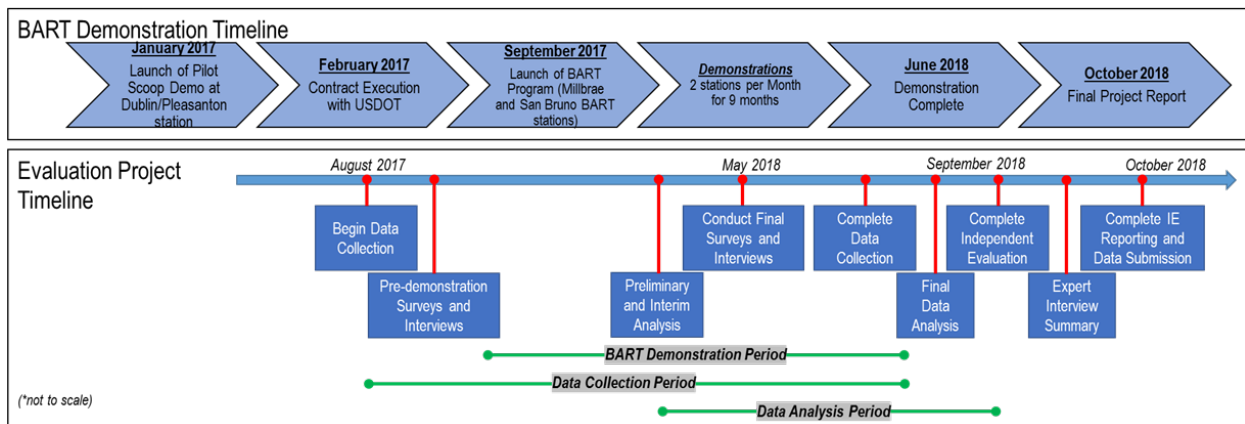 BART Demonstration Timeline
January 2017
Launch of Pilot
Scoop Demo at
Dublin/Pleasanton
station
February 2017
Contract Execution
with USDOT
September 2017
Launch of BART
Program (Millbrae
and San Bruno BART
stations)
Demonstrations
2 stations per Month
for 9 months
June 2018
Demonstration
Complete
October 2018
Final Project Report
Evaluation Project
Timeline
August 2017
May 2018
September 2018
October 2018
Begin Data
Collection
Pre-demonstration
Surveys and
Interviews
Preliminary
and Interim
Analysis
Conduct Final
Surveys and
Interviews
Complete
Data
Collection
Final
Data
Analysis
Complete
Independent
Evaluation
Expert
Interview
Summary
Complete IE
Reporting and
Data Submission
BART Demonstration Period
Data Collection Period
Data Analysis Period
(*not to scale)